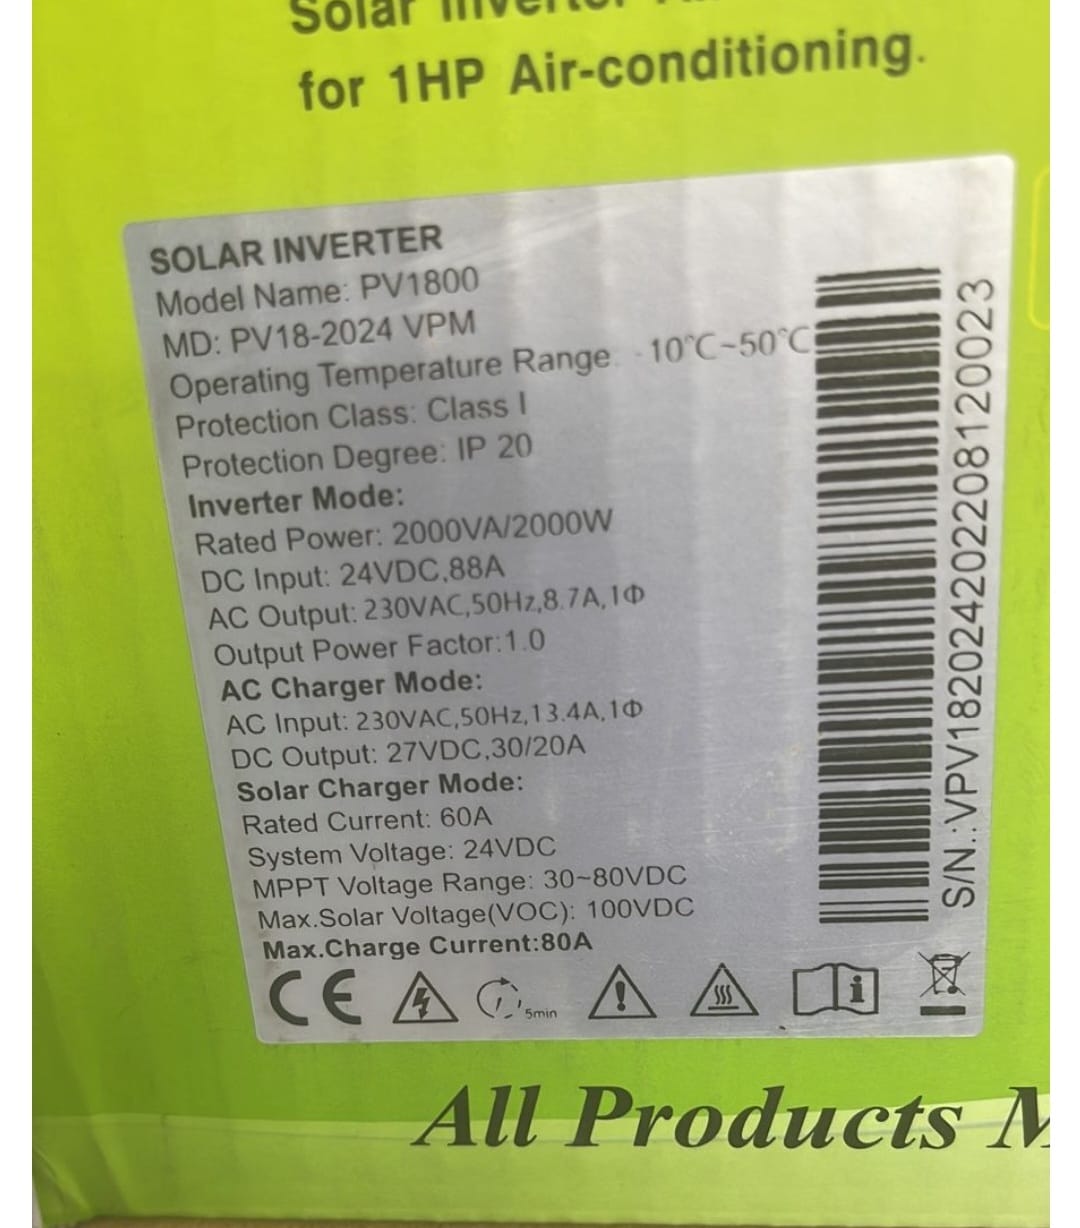 Solar Inverter
for 1HP Air-conditioning.
SOLAR INVERTER
Model Name: PV1800
MD: PV18-2024 VPM
Operating Temperature Range: -10°C~50°C
Protection Class: Class I
Protection Degree: IP 20
Inverter Mode:
Rated Power: 2000VA/2000W
DC Input: 24VDC,88A
AC Output: 230VAC,50Hz,8.7A,1Φ
Output Power Factor:1.0
AC Charger Mode:
AC Input: 230VAC,50Hz,13.4A,1Φ
DC Output: 27VDC,30/20A
Solar Charger Mode:
Rated Current: 60A
System Voltage: 24VDC
MPPT Voltage Range: 30~80VDC
Max.Solar Voltage(VOC): 100VDC
Max.Charge Current:80A
CE
5min
i
S/N.:VPV182024202208120023
All Products M